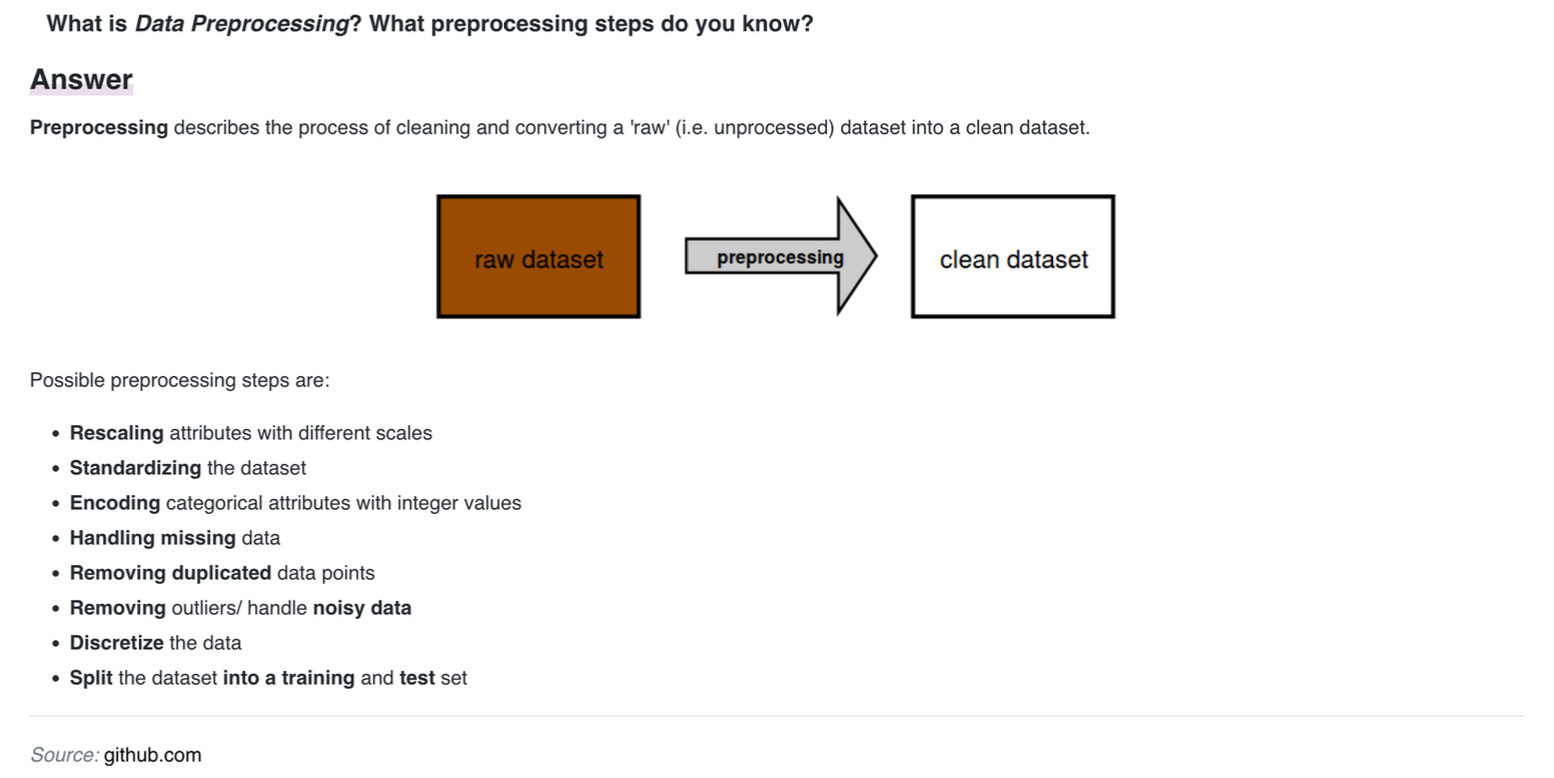 What is Data Preprocessing? What preprocessing steps do you know?
Answer
Preprocessing describes the process of cleaning and converting a 'raw' (i.e. unprocessed) dataset into a clean dataset.
raw dataset
preprocessing
clean dataset
Possible preprocessing steps are:
• Rescaling attributes with different scales
• Standardizing the dataset
• Encoding categorical attributes with integer values
• Handling missing data
• Removing duplicated data points
• Removing outliers/ handle noisy data
• Discretize the data
• Split the dataset into a training and test set
Source: github.com